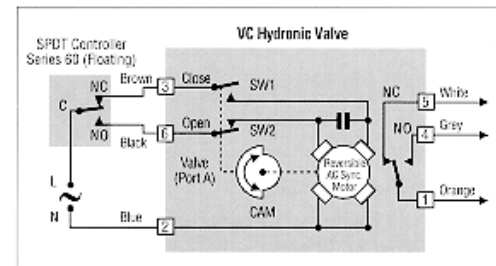 VC Hydronic Valve
SPDT Controller
Series 60 (Floating)
Brown
3
Close
SW1
NC
C
NO
Black
6
Open
SW2
NC
5
White
NO
4
Grey
Valve
(Port A)
Reversible
AC Sync
Motor
L
N
Blue
2
CAM
1
Orange